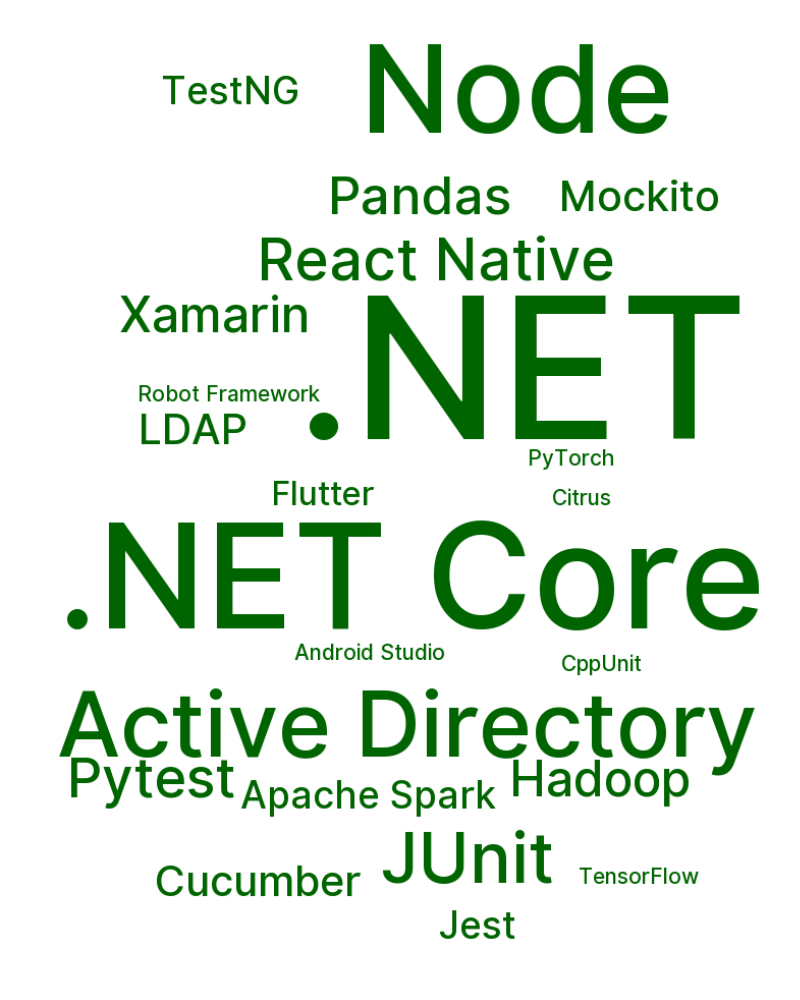 Node
TestNG
Pandas
Mockito
React Native
Xamarin
.NET
Robot Framework
LDAP
PyTorch
Flutter
Citrus
.NET Core
Android Studio
CppUnit
Active Directory
Pytest
Apache Spark
Hadoop
JUnit
Cucumber
TensorFlow
Jest